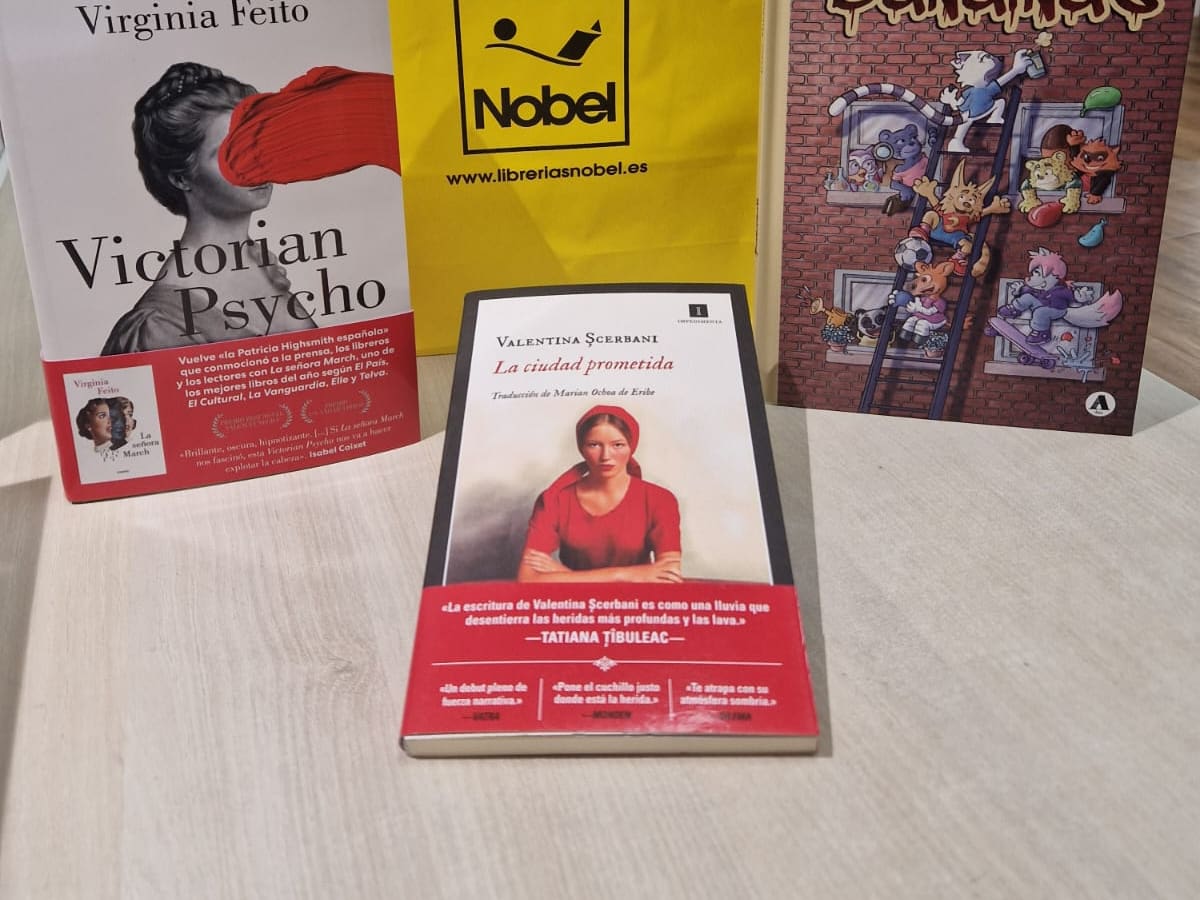 Virginia Feito
Victorian
Psycho
Vuelve «la Patricia Highsmith española»
que conmocionó a la prensa, los libreros
y los lectores con La señora March, uno de
los mejores libros del año según El País,
El Cultural, La Vanguardia, Elle y Telva.
«Brillante, oscura, hipnotizante. [...] Si La señora March
nos fascinó, está Victorian Psycho nos va a hacer
explotar la cabeza». Isabel Coixet
Virginia
Feito
La
señora
March
Nobel
www.libreriasnobel.es
I
IMPEDIMENTA
VALENTINA ȘCERBANI
La ciudad prometida
Traducción de Marian Ochoa de Eribe
«La escritura de Valentina Șcerbani es como una lluvia que
desentierra las heridas más profundas y las lava.»
—TATIANA ȚÎBULEAC—
«Un debut pleno de
fuerza narrativa.»
«Pone el cuchillo justo
donde está la herida.»
«Te atrapa con su
atmósfera sombría.»
A